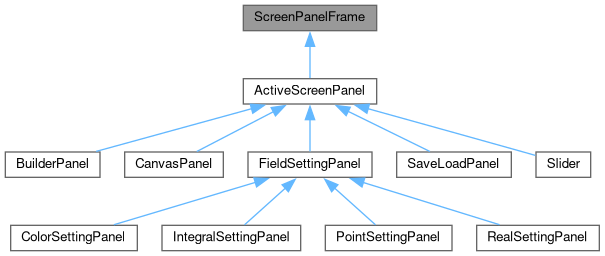 ScreenPanelFrame
ActiveScreenPanel
BuilderPanel
CanvasPanel
FieldSettingPanel
SaveLoadPanel
Slider
ColorSettingPanel
IntegralSettingPanel
PointSettingPanel
RealSettingPanel